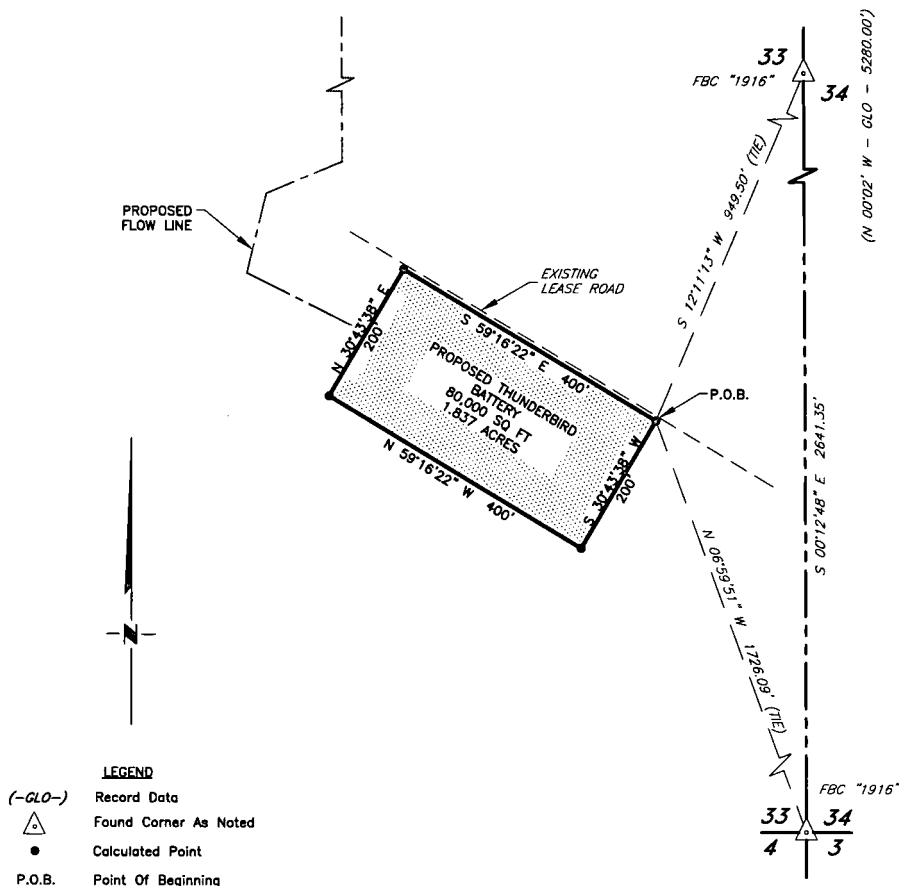 33
FBC "1916"
34
(N 00°02' W - GLO - 5280.00')
S 12°11'13" W 949.50' (TIE)
PROPOSED
FLOW LINE
EXISTING
LEASE ROAD
N 30°43'38" E
200'
S 59°16'22" E 400'
PROPOSED THUNDERBIRD
BATTERY
80,000 SQ FT
1.837 ACRES
P.O.B.
N 59°16'22" W 400'
S 30°43'38" W
200'
S 00°12'48" E 2641.35'
N 06°59'51" W 1726.09' (TIE)
N
LEGEND
(-GLO-) Record Data
Found Corner As Noted
Calculated Point
P.O.B. Point Of Beginning
FBC "1916"
33 34
4 3